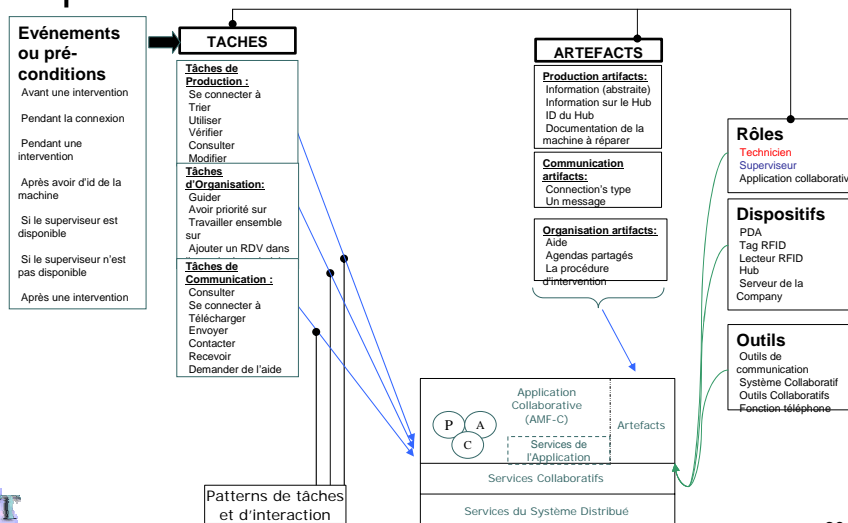 Evénements
ou pré-
conditions
Avant une intervention
Pendant la connexion
Pendant une
intervention
Après avoir d'id de la
machine
Si le superviseur est
disponible
Si le superviseur n'est
pas disponible
Après une intervention
TACHES
Tâches de
Production :
Se connecter à
Trier
Utiliser
Vérifier
Consulter
Modifier
Tâches
d'Organisation:
Guider
Avoir priorité sur
Travailler ensemble
sur
Ajouter un RDV dans
Tâches de
Communication :
Consulter
Se connecter à
Télécharger
Envoyer
Contacter
Recevoir
Demander de l'aide
Patterns de tâches
et d'interaction
ARTEFACTS
Production artifacts:
Information (abstraite)
Information sur le Hub
ID du Hub
Documentation de la
machine à réparer
Communication
artifacts:
Connection's type
Un message
Organisation artifacts:
Aide
Agendas partagés
La procédure
d'intervention
Application
Collaborative
(AMF-C)
P
A
C
Services de
l'Application
Artefacts
Services Collaboratifs
Services du Système Distribué
Rôles
Technicien
Superviseur
Application collaborative
Dispositifs
PDA
Tag RFID
Lecteur RFID
Hub
Serveur de la
Company
Outils
Outils de
communication
Système Collaboratif
Outils Collaboratifs
Fonction téléphone